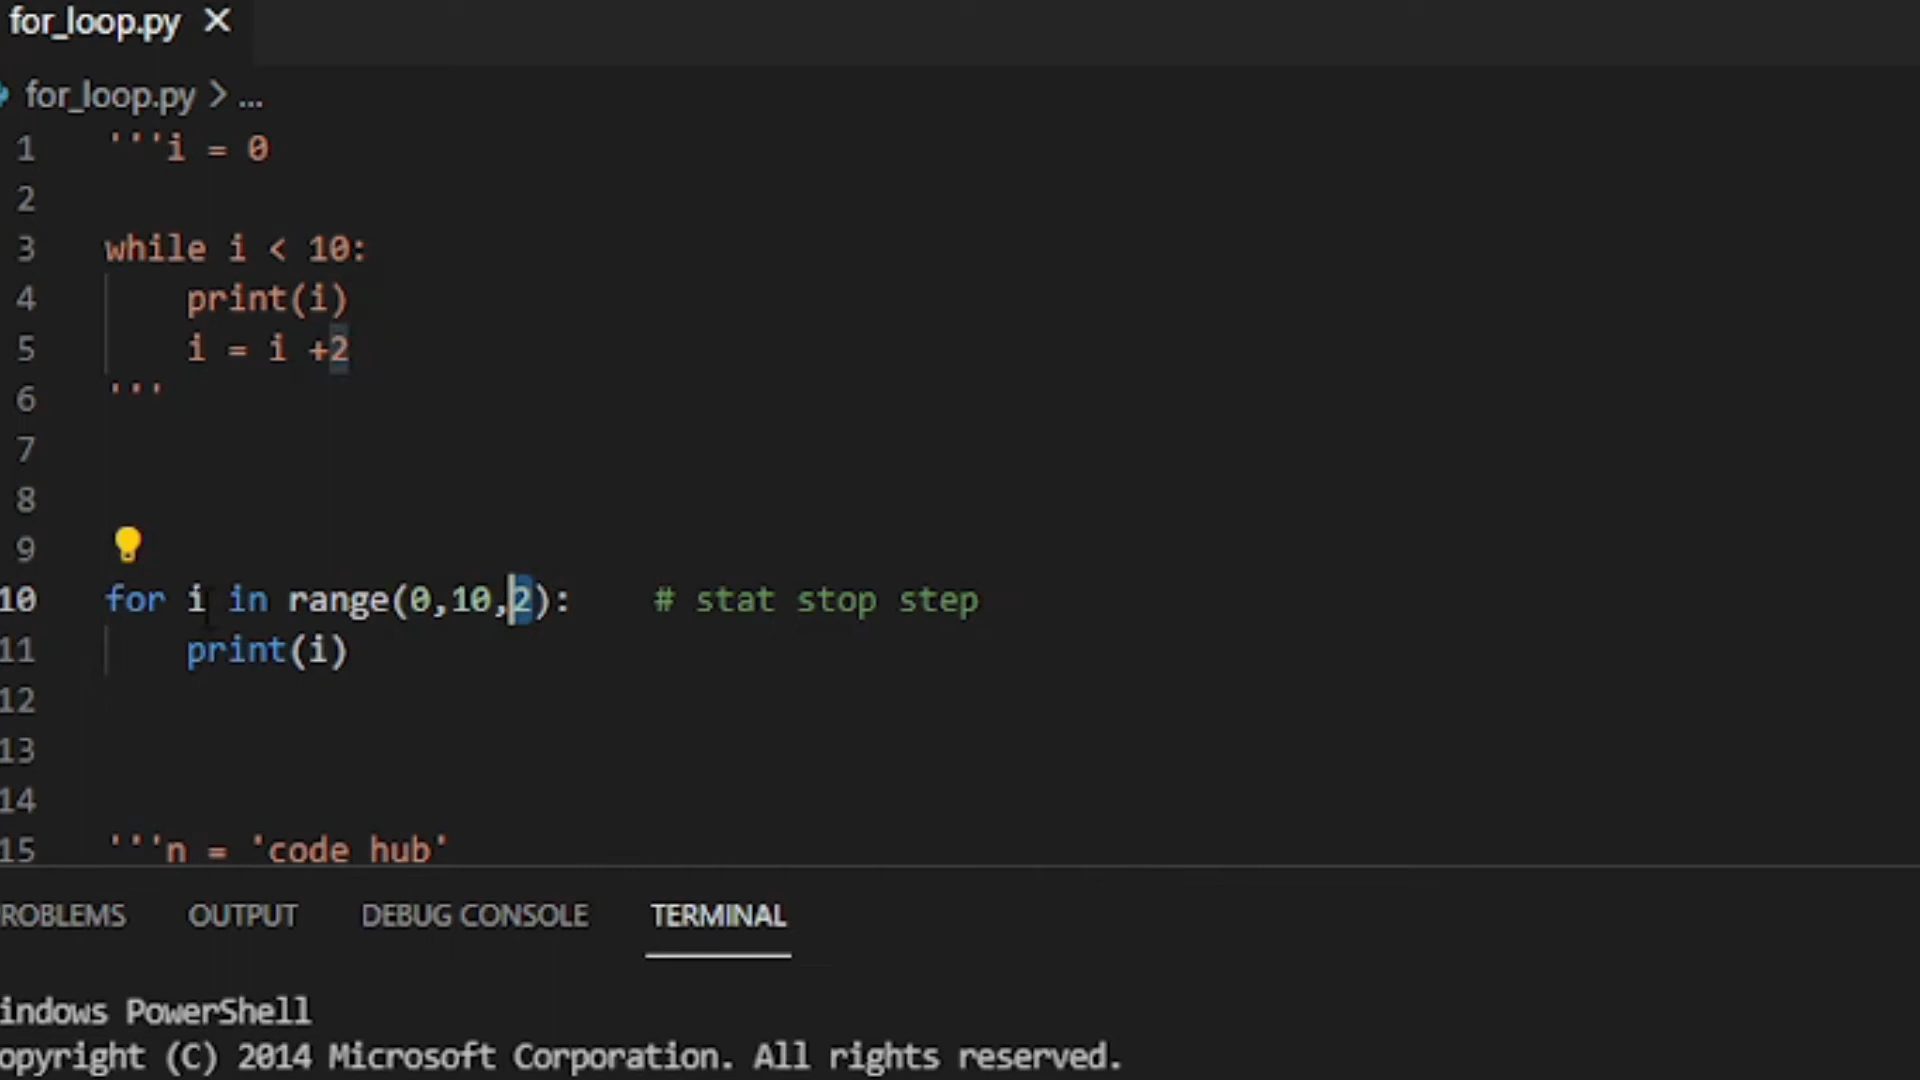 for_loop.py ×
for_loop.py > ...
1 '''i = 0
2
3 while i < 10:
4     print(i)
5     i = i +2
6 '''
7
8
9
10 for i in range(0,10,2):    # stat stop step
11     print(i)
12
13
14
15 '''n = 'code hub'
ROBLEMS OUTPUT DEBUG CONSOLE TERMINAL
indows PowerShell
opyright (C) 2014 Microsoft Corporation. All rights reserved.